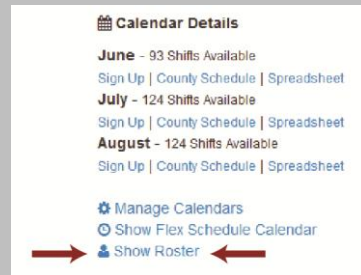 Calendar Details
June - 93 Shifts Available
Sign Up | County Schedule | Spreadsheet
July - 124 Shifts Available
Sign Up | County Schedule | Spreadsheet
August - 124 Shifts Available
Sign Up | County Schedule | Spreadsheet
Manage Calendars
Show Flex Schedule Calendar
Show Roster